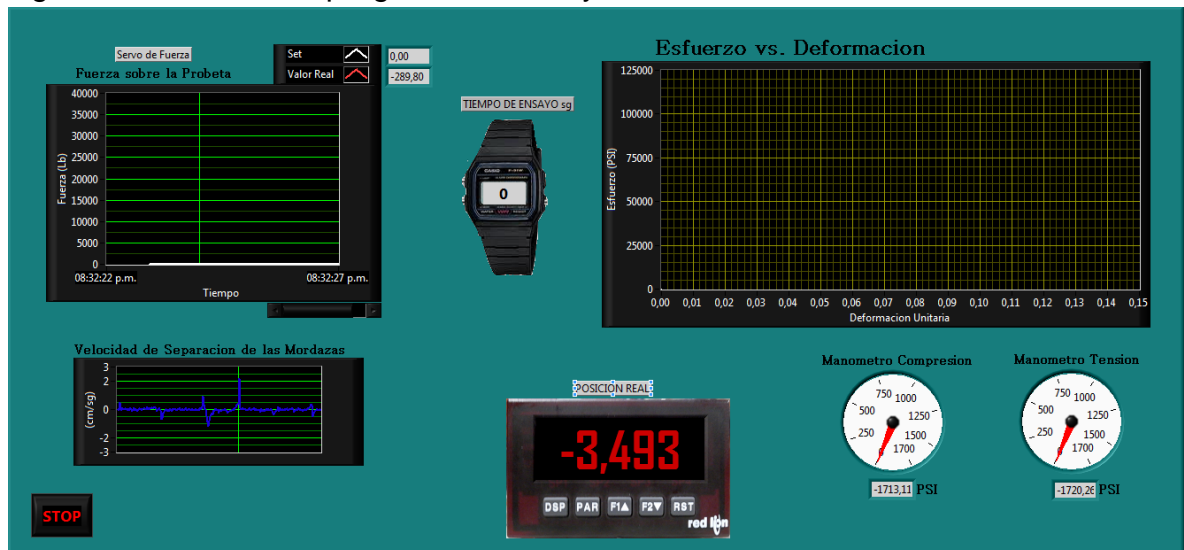 Servo de Fuerza
Fuerza sobre la Probeta
Set
0,00
Valor Real
-289,80
40000
35000
30000
25000
20000
15000
10000
5000
0
Fuerza (Lb)
08:32:22 p.m.
08:32:27 p.m.
Tiempo
TIEMPO DE ENSAYO sg
CASIO
0
Esfuerzo vs. Deformacion
125000
100000
75000
50000
25000
0
Esfuerzo (PSI)
0,00 0,01 0,02 0,03 0,04 0,05 0,06 0,07 0,08 0,09 0,10 0,11 0,12 0,13 0,14 0,15
Deformacion Unitaria
Velocidad de Separacion de las Mordazas
3
2
0
-2
-3
(cm/sg)
POSICION REAL
-3,493
DSP PAR F1▲ F2▼ RST
red lion
Manometro Compresion
0 250 500 750 1000 1250 1500 1700
-1713,11 PSI
Manometro Tension
0 250 500 750 1000 1250 1500 1700
-1720,26 PSI
STOP